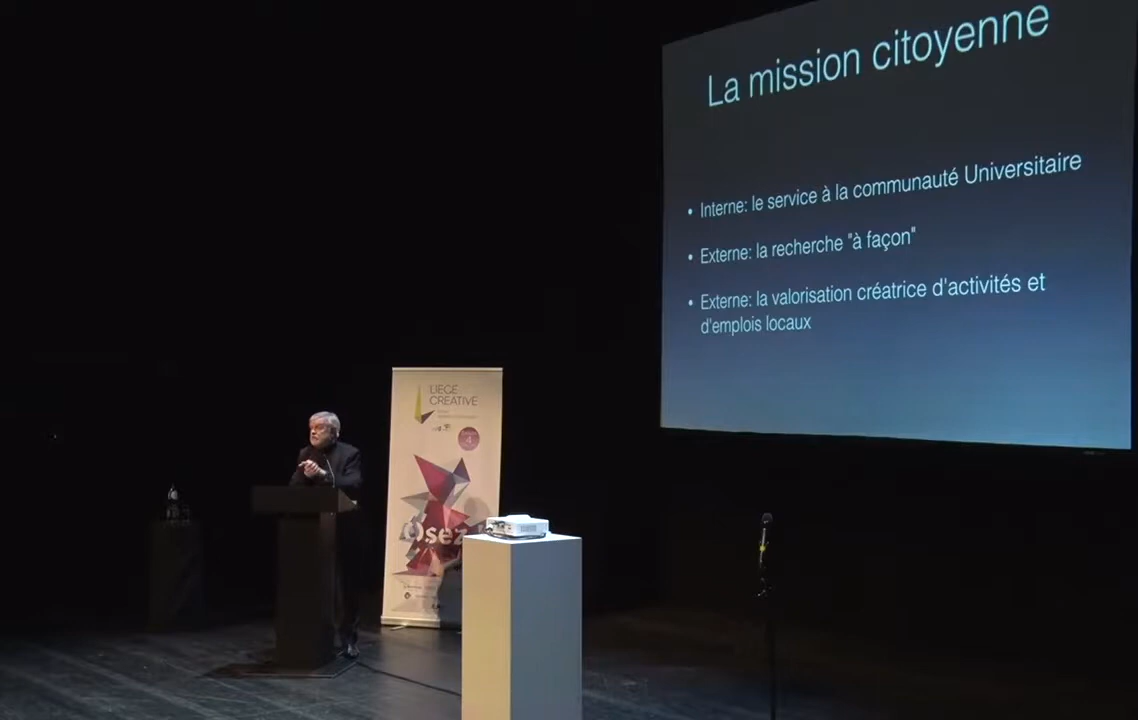 La mission citoyenne
• Interne: le service à la communauté Universitaire
• Externe: la recherche "à façon"
• Externe: la valorisation créatrice d'activités et
d'emplois locaux
LIEGE
CREATIVE
4
Osez